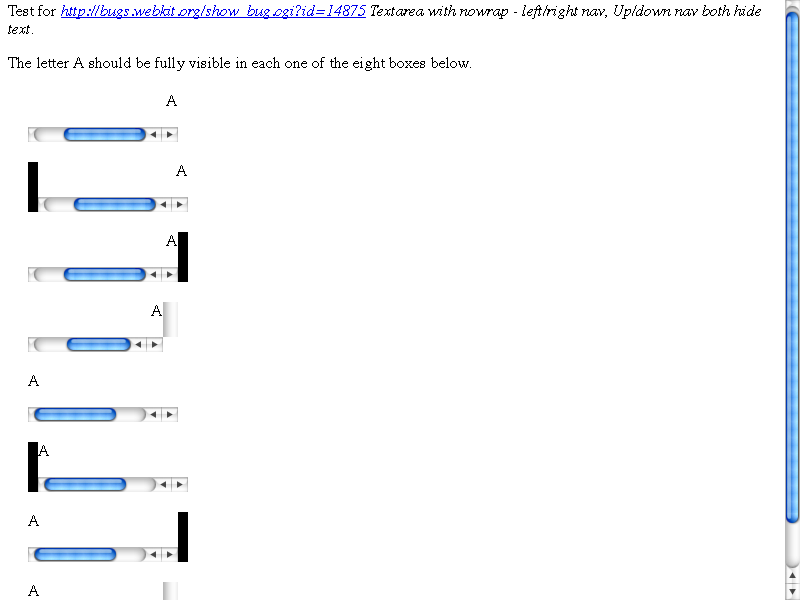 Test for http://bugs.webkit.org/show_bug.cgi?id=14875 Textarea with nowrap - left/right nav, Up/down nav both hide
text.
The letter A should be fully visible in each one of the eight boxes below.
A
A
A
A
A
A
A
A